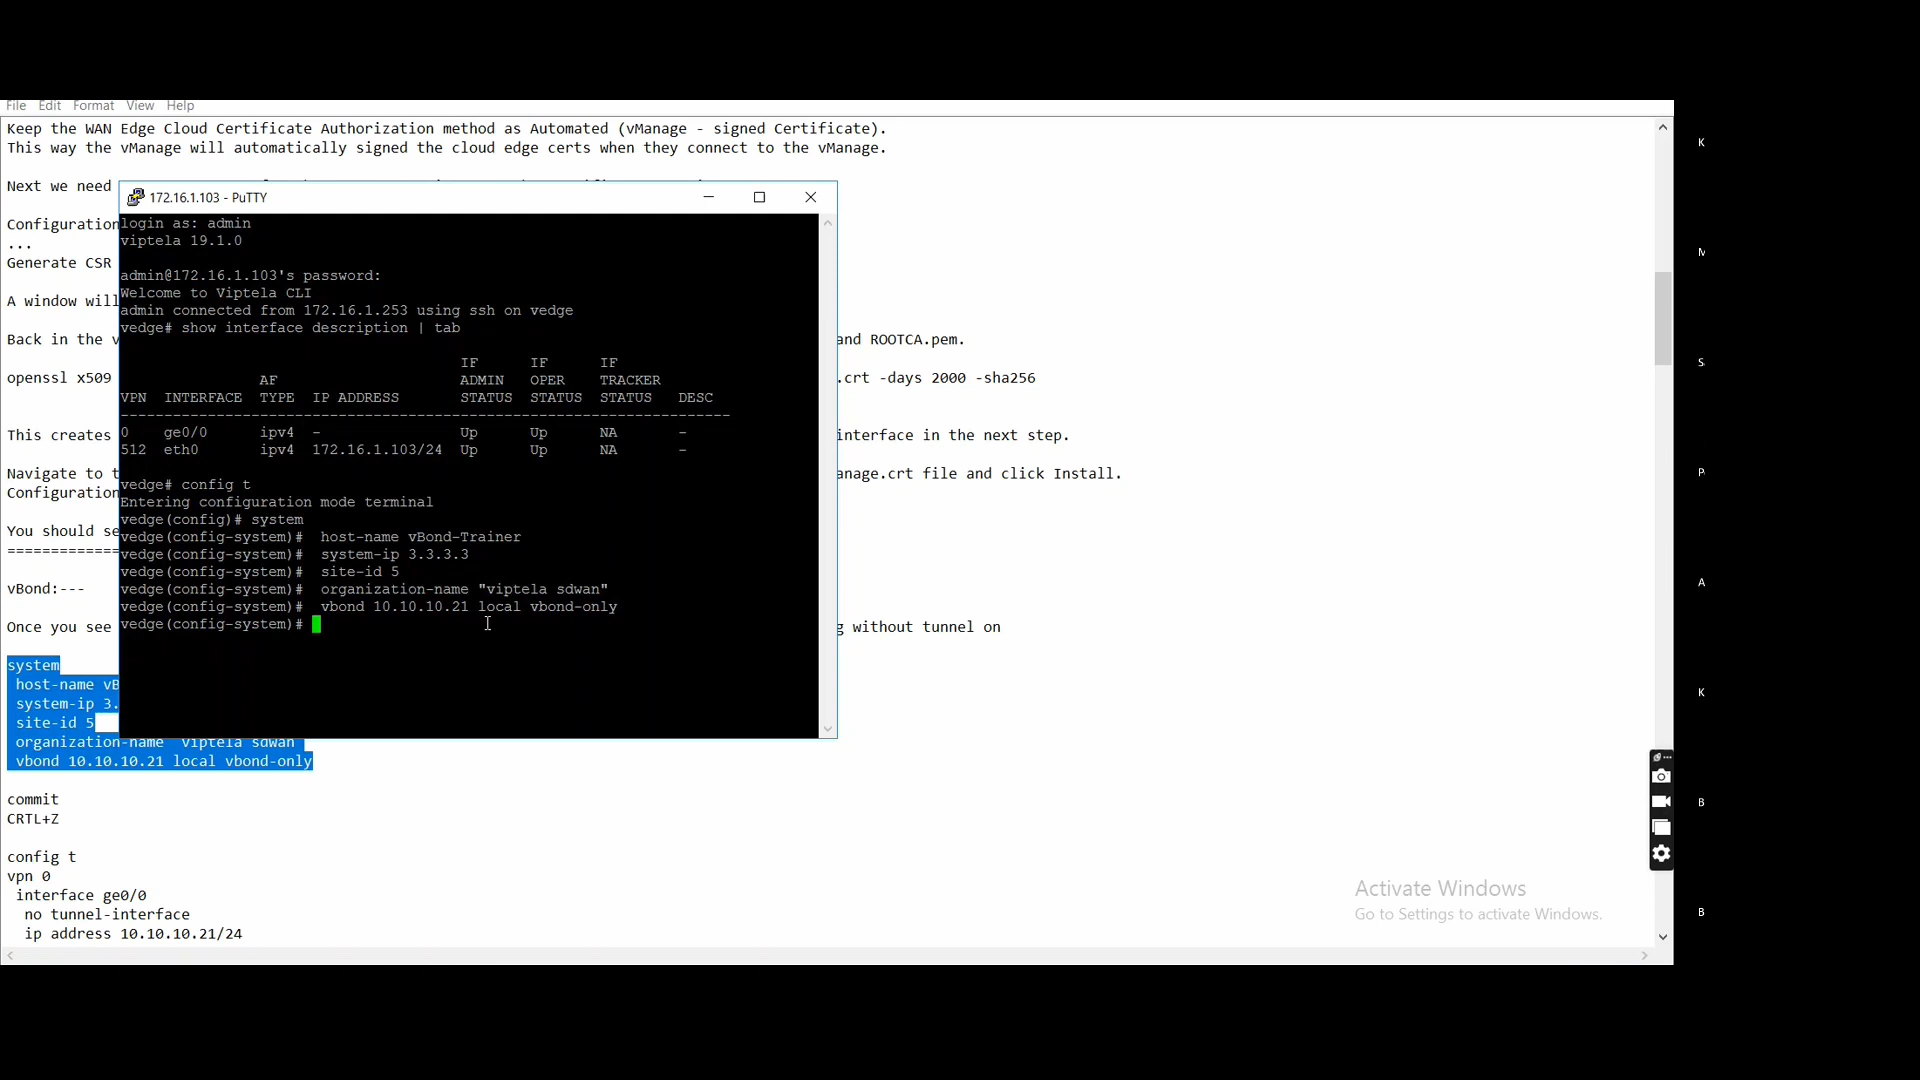 File Edit Format View Help
Keep the WAN Edge Cloud Certificate Authorization method as Automated (vManage - signed Certificate).
This way the vManage will automatically signed the cloud edge certs when they connect to the vManage.
Next we need
172.16.1.103 - PuTTY
Configuration
...
Generate CSR
A window will
Back in the v
and ROOTCA.pem.
openssl x509
.crt -days 2000 -sha256
This creates
interface in the next step.
Navigate to t
anage.crt file and click Install.
Configuration
You should se
=============
vBond:---
Once you see
g without tunnel on
login as: admin
viptela 19.1.0
admin@172.16.1.103's password:
Welcome to Viptela CLI
admin connected from 172.16.1.253 using ssh on vedge
vedge# show interface description | tab
IF IF IF
AF ADMIN OPER TRACKER
VPN INTERFACE TYPE IP ADDRESS STATUS STATUS STATUS DESC
----------------------------------------------------------------------
0 ge0/0 ipv4 - Up Up NA -
512 eth0 ipv4 172.16.1.103/24 Up Up NA -
vedge# config t
Entering configuration mode terminal
vedge(config)# system
vedge(config-system)# host-name vBond-Trainer
vedge(config-system)# system-ip 3.3.3.3
vedge(config-system)# site-id 5
vedge(config-system)# organization-name "viptela sdwan"
vedge(config-system)# vbond 10.10.10.21 local vbond-only
vedge(config-system)#
system
host-name vB
system-ip 3.
site-id 5
organization-name viptela sdwan
vbond 10.10.10.21 local vbond-only
commit
CRTL+Z
config t
vpn 0
interface ge0/0
no tunnel-interface
ip address 10.10.10.21/24
Activate Windows
Go to Settings to activate Windows.
K
M
S
P
A
K
B
B